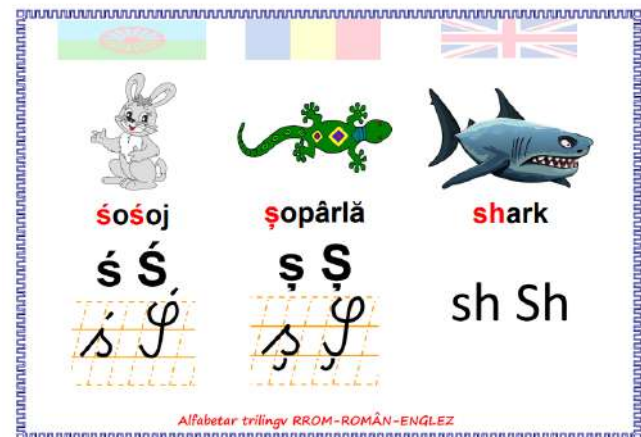 śośoj
șopârlă
shark
ś Ś
ș Ș
sh Sh
ś Ś
ș Ș
Alfabetar trilingv RROM-ROMÂN-ENGLEZ